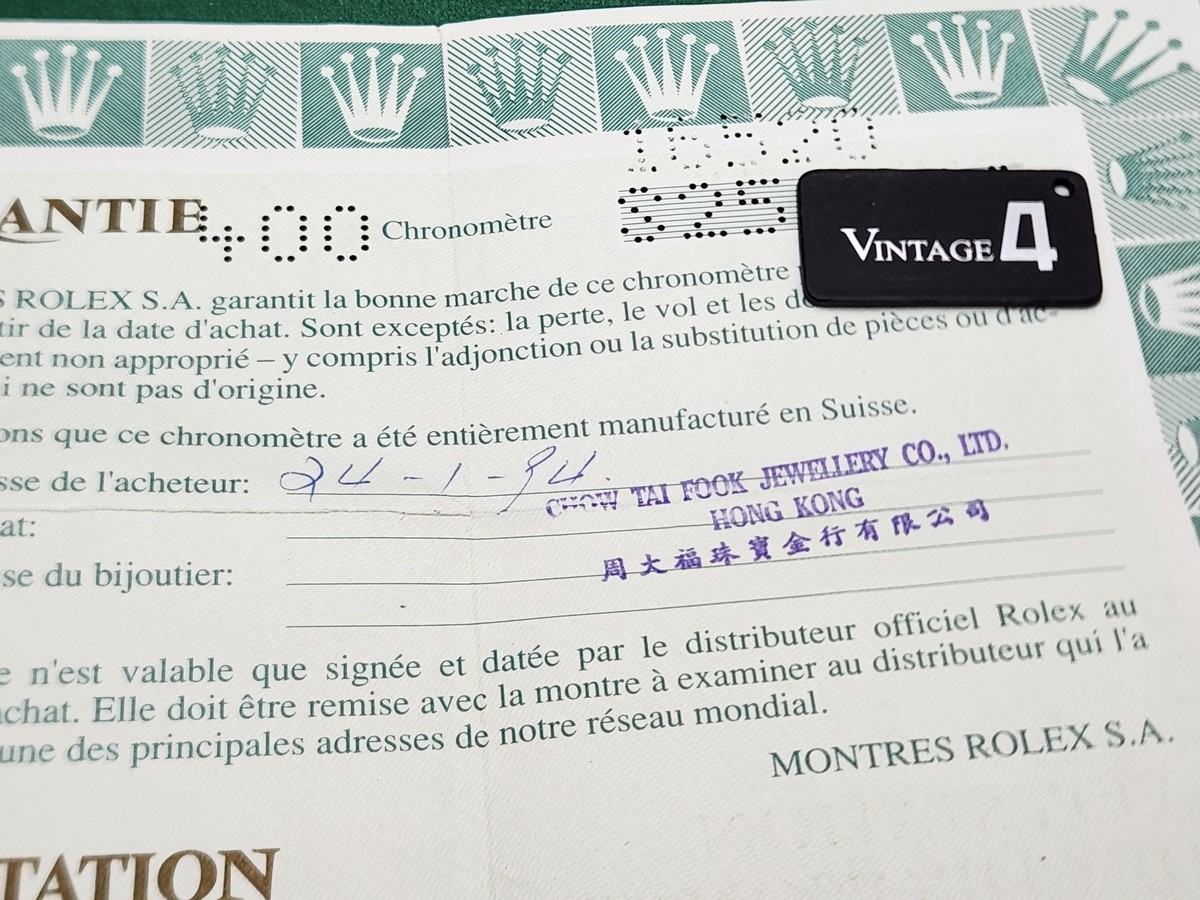 16520
ANTIE 400 Chronomètre S25
VINTAGE 4
S ROLEX S.A. garantit la bonne marche de ce chronomètre
tir de la date d'achat. Sont exceptés: la perte, le vol et les dé
ent non approprié – y compris l'adjonction ou la substitution de pièces ou d'ac-
i ne sont pas d'origine.
ons que ce chronomètre a été entièrement manufacturé en Suisse.
sse de l'acheteur: 24-1-94.
CHOW TAI FOOK JEWELLERY CO., LTD.
at:
HONG KONG
se du bijoutier:
周大福珠寶金行有限公司
e n'est valable que signée et datée par le distributeur officiel Rolex au
achat. Elle doit être remise avec la montre à examiner au distributeur qui l'a
une des principales adresses de notre réseau mondial.
MONTRES ROLEX S.A.
TATION